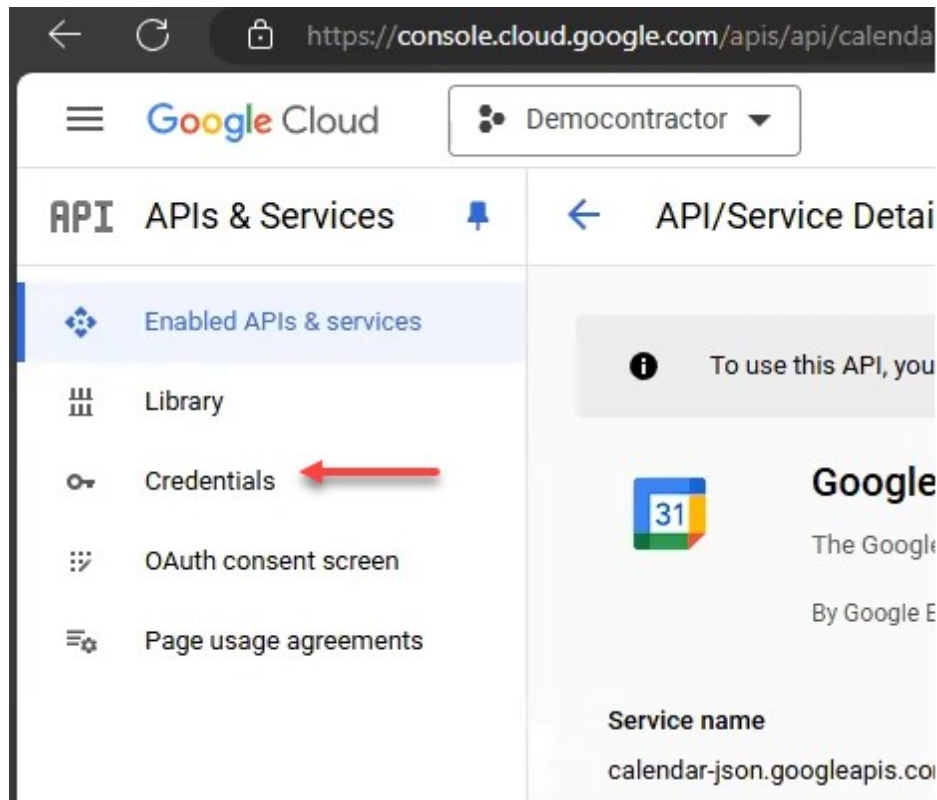 https://console.cloud.google.com/apis/api/calenda
Google Cloud
Democontractor
API APIs & Services
API/Service Detai
Enabled APIs & services
To use this API, you
Library
Credentials
31
Google
The Google
OAuth consent screen
By Google E
Page usage agreements
Service name
calendar-json.googleapis.co